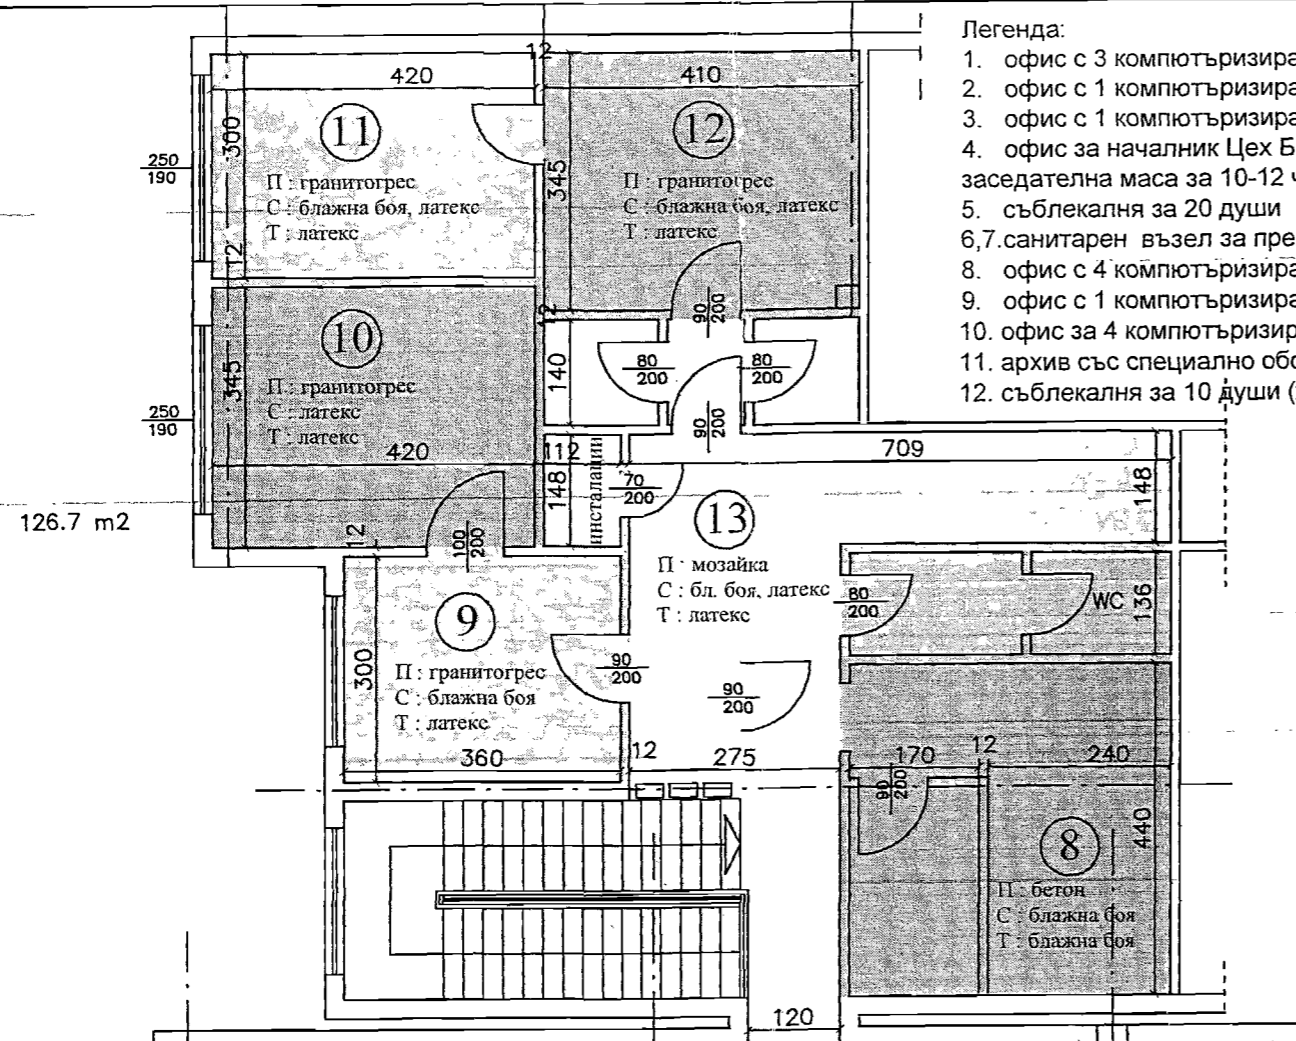 Легенда:
1. офис с 3 компютъризира
2. офис с 1 компютъризира
3. офис с 1 компютъризира
4. офис за началник Цех Б
заседателна маса за 10-12 ч
5. съблекалня за 20 души
6,7.санитарен възел за пре
8. офис с 4 компютъризира
9. офис с 1 компютъризира
10. офис за 4 компютъризир
11. архив със специално обо
12. съблекалня за 10 души (
12
420
410
300
11
12
250
190
П : гранитогрес
С : блажна боя, латекс
Т : латекс
345
П : гранитогрес
С : блажна боя, латекс
Т : латекс
12
90
200
12
10
80
200
80
200
140
345
П : гранитогрес
С : латекс
Т : латекс
250
190
90
200
420
112
709
инсталации
148
70
200
148
126.7 m2
13
12
100
200
П : мозайка
С : бл. боя, латекс
Т : латекс
80
200
WC
136
9
300
П : гранитогрес
С : блажна боя
Т : латекс
90
200
90
200
360
12
275
170
12
240
90
200
440
8
П : бетон
С : блажна боя
Т : блажна боя
120